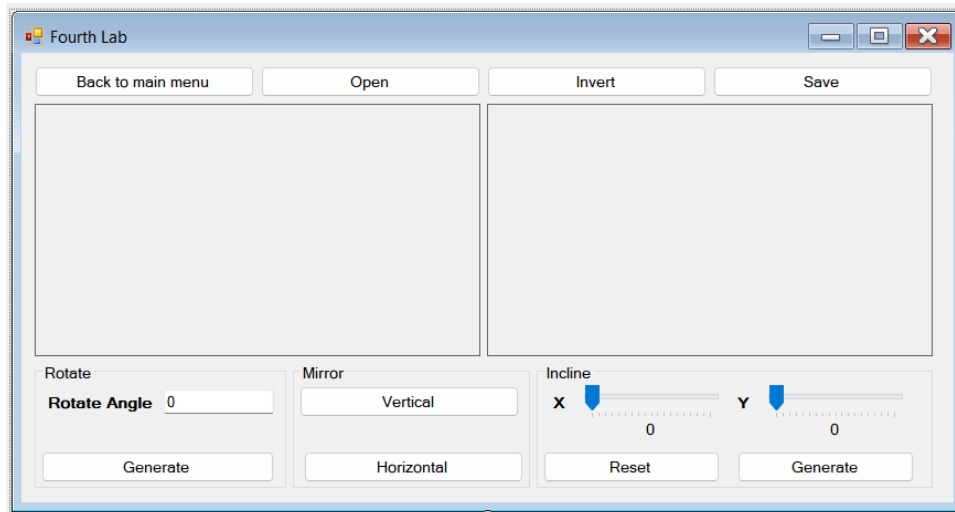 Fourth Lab
Back to main menu
Open
Invert
Save
Rotate
Rotate Angle 0
Generate
Mirror
Vertical
Horizontal
Incline
X
0
Y
0
Reset
Generate